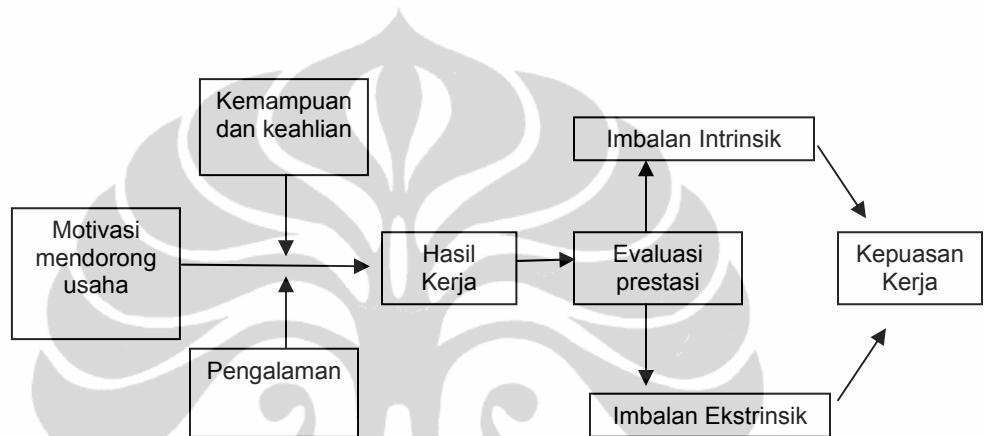 Kemampuan
dan keahlian
Imbalan Intrinsik
Motivasi
mendorong
usaha
Hasil
Kerja
Evaluasi
prestasi
Kepuasan
Kerja
Pengalaman
Imbalan Ekstrinsik